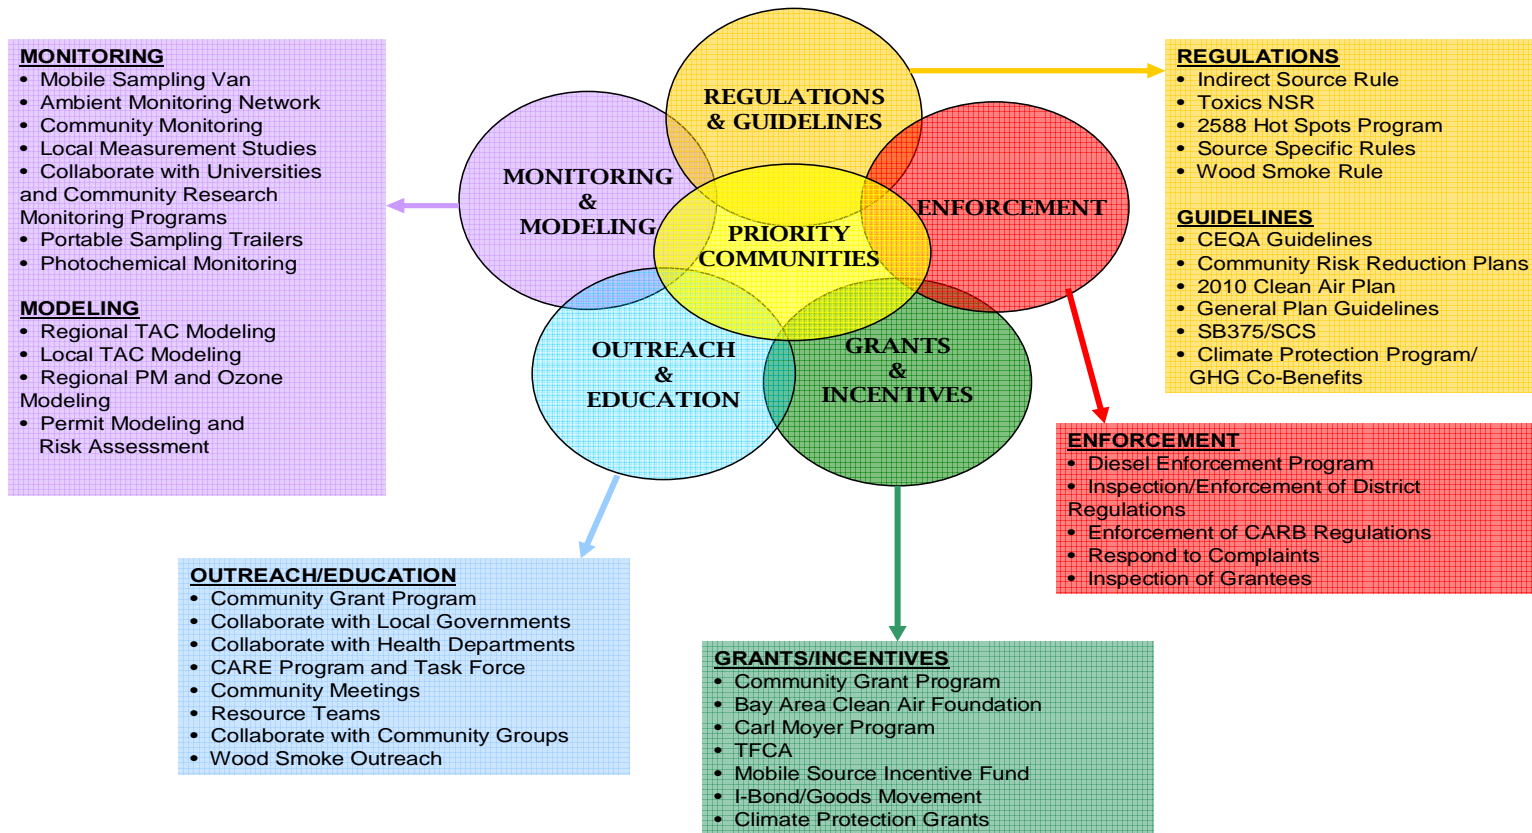 MONITORING
• Mobile Sampling Van
• Ambient Monitoring Network
• Community Monitoring
• Local Measurement Studies
• Collaborate with Universities
and Community Research
Monitoring Programs
• Portable Sampling Trailers
• Photochemical Monitoring
MODELING
• Regional TAC Modeling
• Local TAC Modeling
• Regional PM and Ozone
Modeling
• Permit Modeling and
Risk Assessment
REGULATIONS
& GUIDELINES
MONITORING
&
MODELING
ENFORCEMENT
PRIORITY
COMMUNITIES
OUTREACH
&
EDUCATION
GRANTS
&
INCENTIVES
REGULATIONS
• Indirect Source Rule
• Toxics NSR
• 2588 Hot Spots Program
• Source Specific Rules
• Wood Smoke Rule
GUIDELINES
• CEQA Guidelines
• Community Risk Reduction Plans
• 2010 Clean Air Plan
• General Plan Guidelines
• SB375/SCS
• Climate Protection Program/
GHG Co-Benefits
ENFORCEMENT
• Diesel Enforcement Program
• Inspection/Enforcement of District
Regulations
• Enforcement of CARB Regulations
• Respond to Complaints
• Inspection of Grantees
OUTREACH/EDUCATION
• Community Grant Program
• Collaborate with Local Governments
• Collaborate with Health Departments
• CARE Program and Task Force
• Community Meetings
• Resource Teams
• Collaborate with Community Groups
• Wood Smoke Outreach
GRANTS/INCENTIVES
• Community Grant Program
• Bay Area Clean Air Foundation
• Carl Moyer Program
• TFCA
• Mobile Source Incentive Fund
• I-Bond/Goods Movement
• Climate Protection Grants